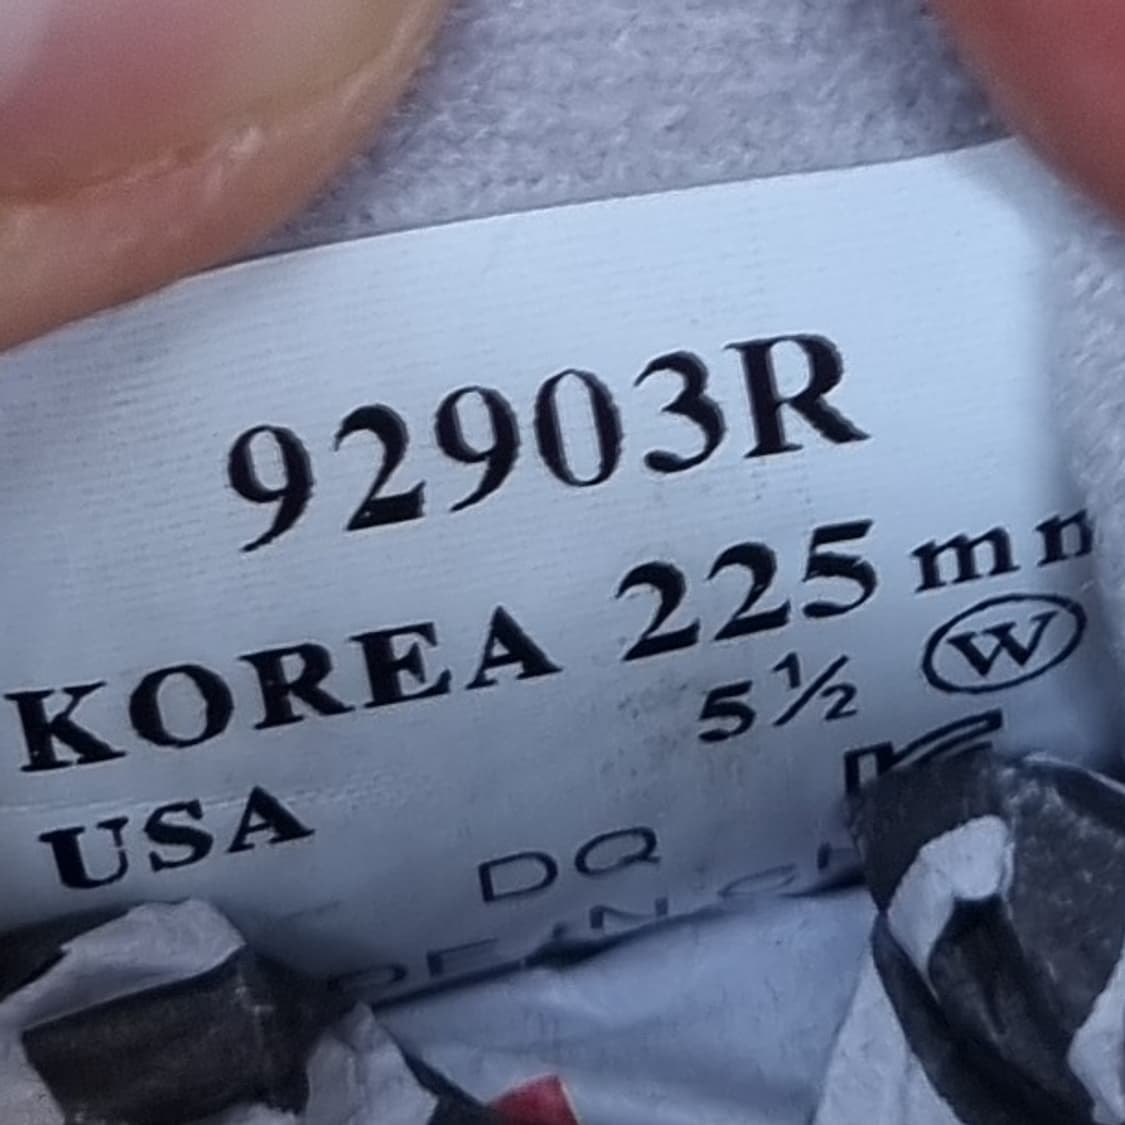 92903R
KOREA 225 mm
5½ W
USA
DQ